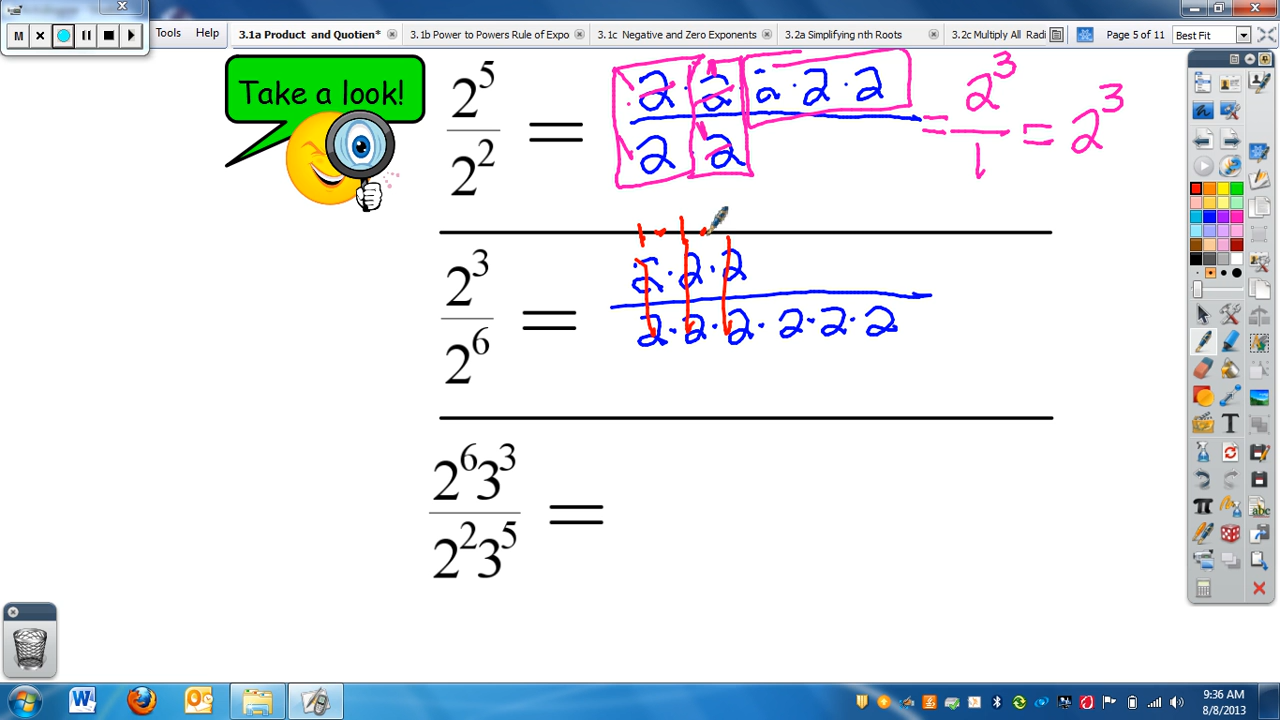 M
Tools Help 3.1a Product and Quotien* 3.1b Power to Powers Rule of Expo 3.1c Negative and Zero Exponents 3.2a Simplifying nth Roots 3.2c Multiply All Radi Page 5 of 11 Best Fit
Take a look!
2^5 / 2^2 = 2 · 2 · 2 · 2 · 2 / 2 · 2 = 2^3 / 1 = 2^3
1 · 1 ·
2^3 / 2^6 = 2 · 2 · 2 / 2 · 2 · 2 · 2 · 2 · 2
2^6 3^3 / 2^2 3^5 =
9:36 AM
8/8/2013